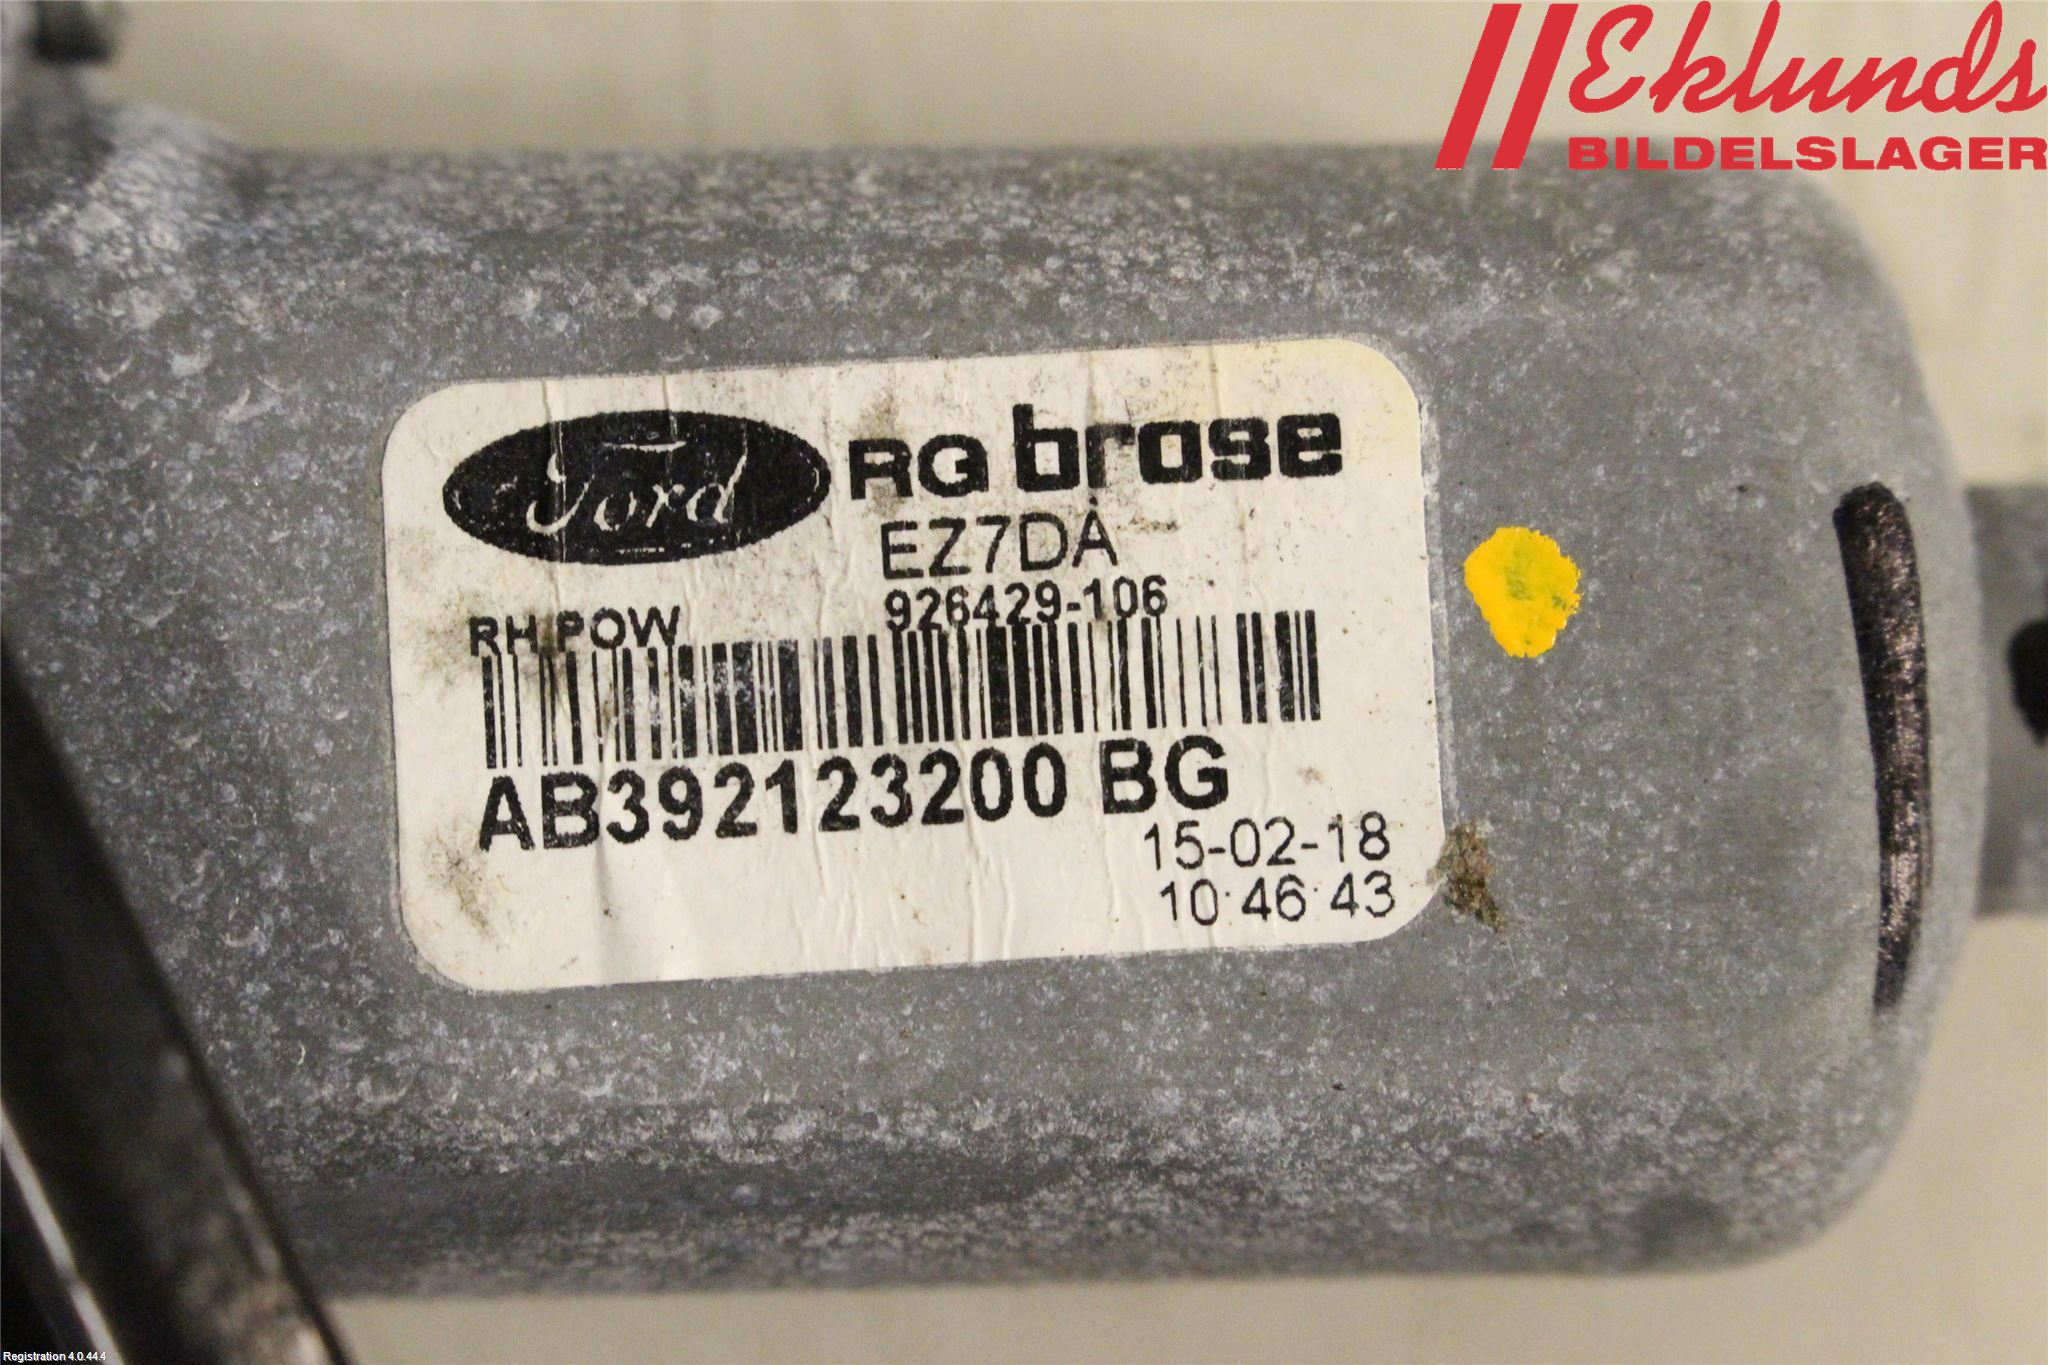 Eklunds
BILDELSLAGER
Ford RG brose
EZ7DA
926429-106
RH POW
AB392123200 BG
15-02-18
10:46:43
Registration 4.0.44.4